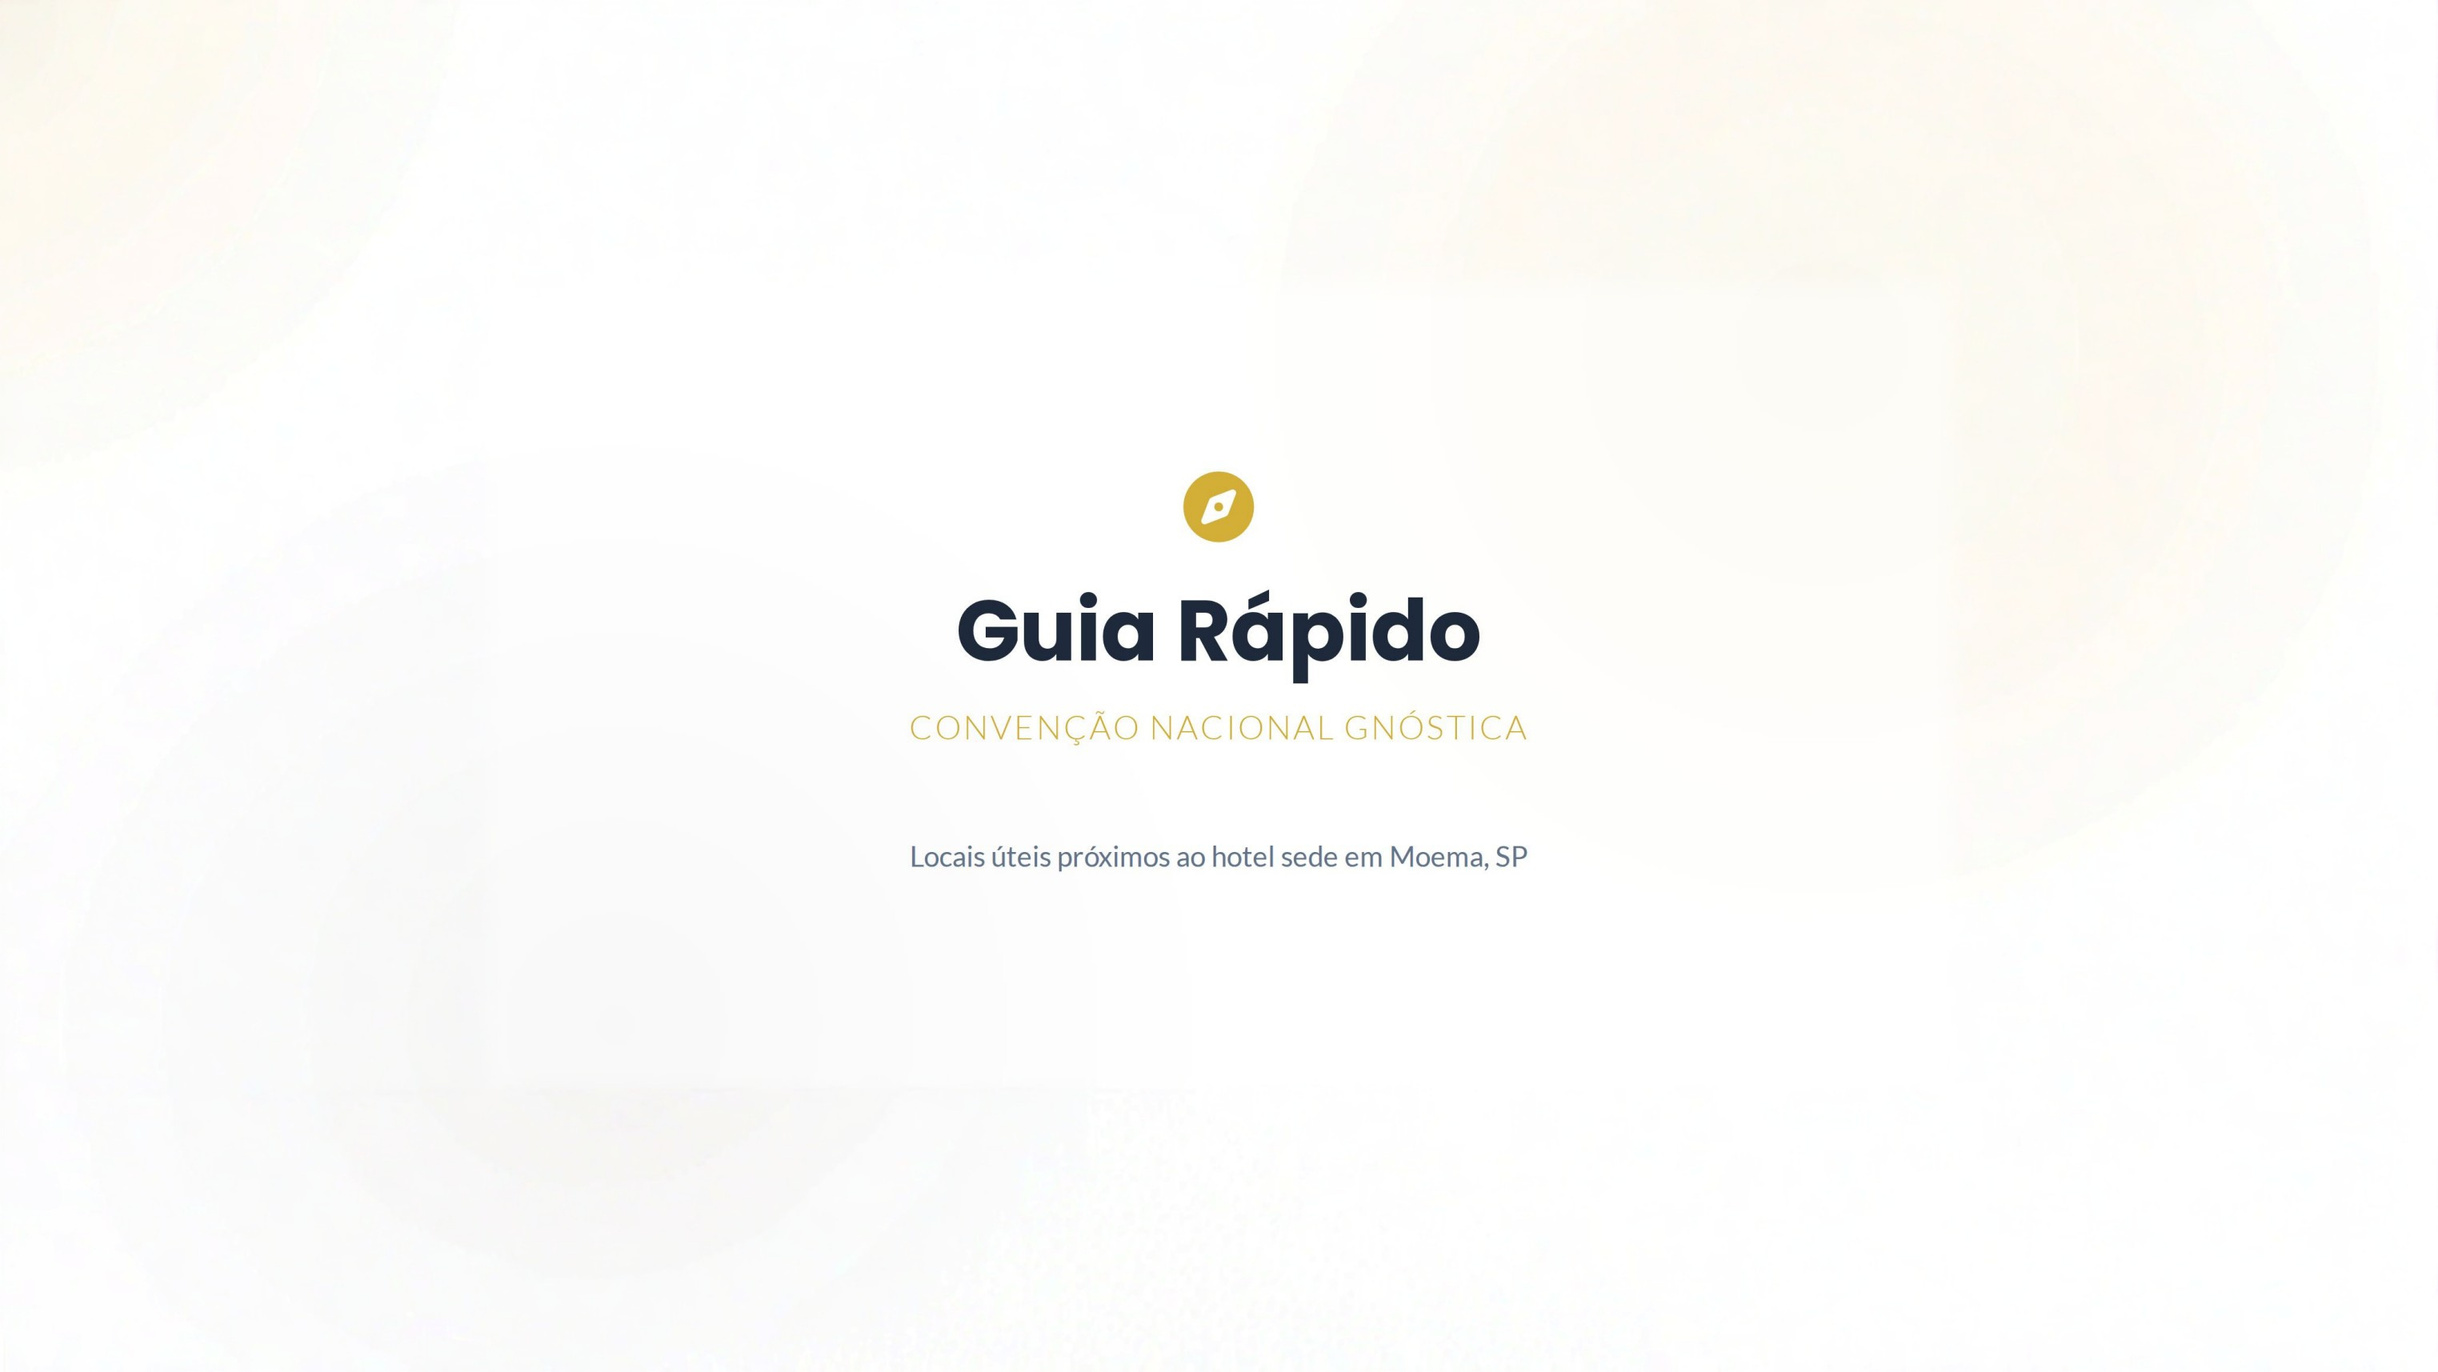 Guia Rápido
CONVENÇÃO NACIONAL GNÓSTICA
Locais úteis próximos ao hotel sede em Moema, SP